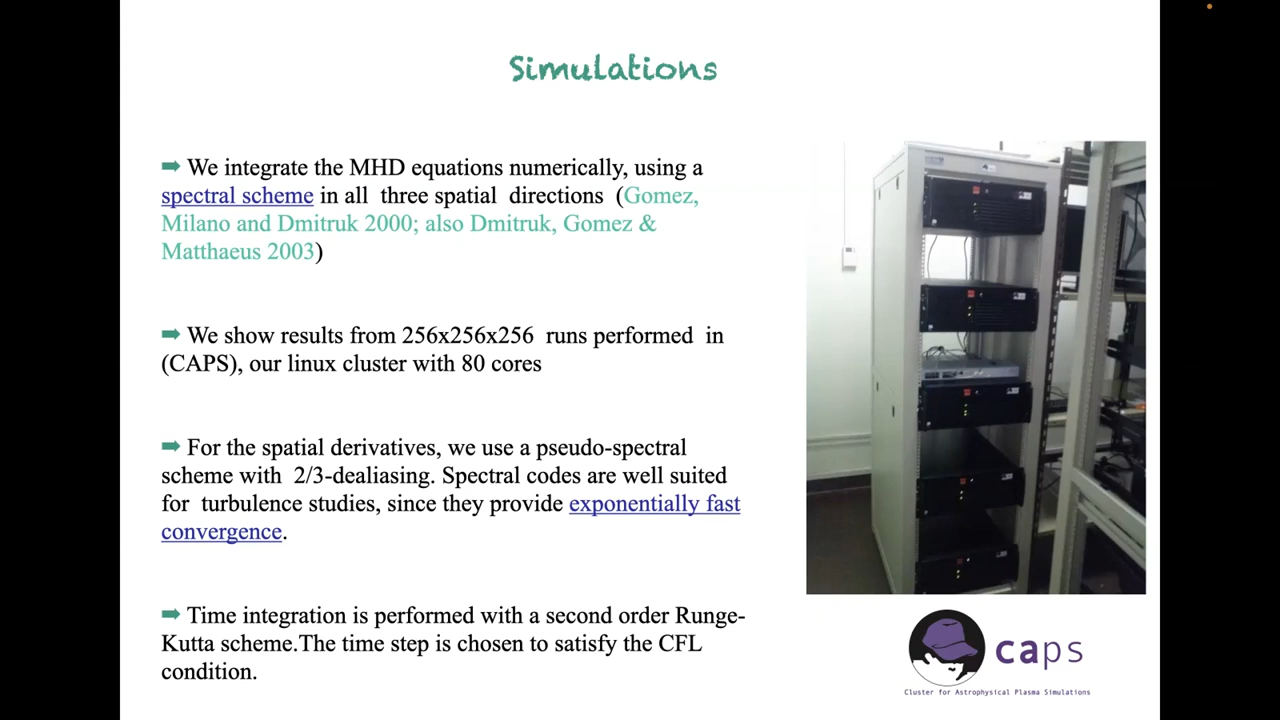 Simulations
➡ We integrate the MHD equations numerically, using a
spectral scheme in all three spatial directions (Gomez,
Milano and Dmitruk 2000; also Dmitruk, Gomez &
Matthaeus 2003)
➡ We show results from 256x256x256 runs performed in
(CAPS), our linux cluster with 80 cores
➡ For the spatial derivatives, we use a pseudo-spectral
scheme with 2/3-dealiasing. Spectral codes are well suited
for turbulence studies, since they provide exponentially fast
convergence.
➡ Time integration is performed with a second order Runge-
Kutta scheme.The time step is chosen to satisfy the CFL
condition.
caps
Cluster for Astrophysical Plasma Simulations